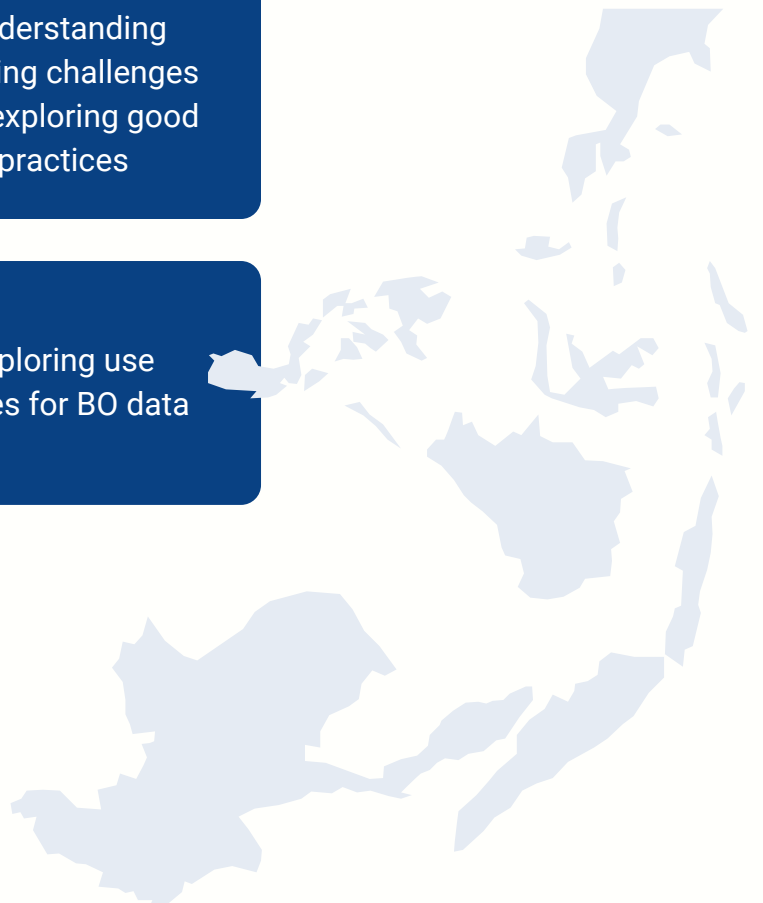 derstanding
ing challenges
exploring good
practices
ploring use
es for BO data